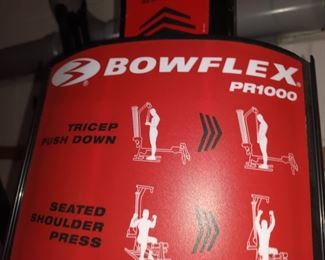 BOWFLEX®
PR1000
TRICEP
PUSH DOWN
SEATED
SHOULDER
PRESS